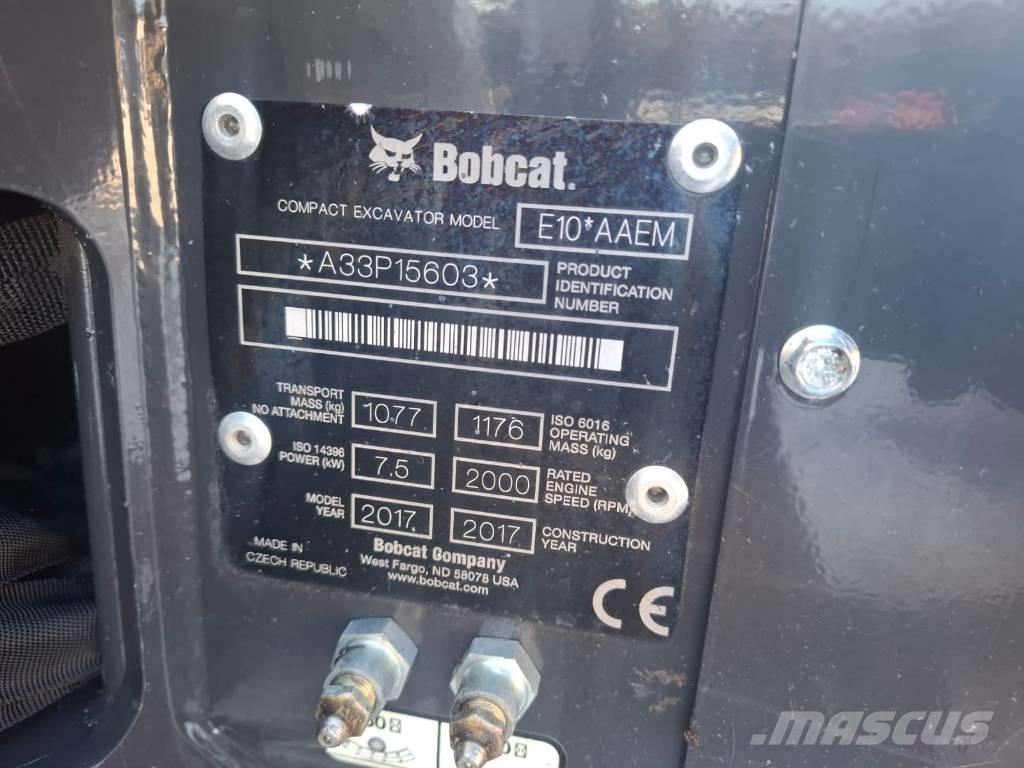 Bobcat.
COMPACT EXCAVATOR MODEL E10*AAEM
*A33P15603* PRODUCT
IDENTIFICATION
NUMBER
TRANSPORT
MASS (kg)
NO ATTACHMENT 1077 1176 ISO 6016
OPERATING
MASS (kg)
ISO 14396
POWER (kW) 7.5 2000 RATED
ENGINE
SPEED (RPM)
MODEL
YEAR 2017 2017 CONSTRUCTION
YEAR
MADE IN
CZECH REPUBLIC
Bobcat Company
West Fargo, ND 58078 USA
www.bobcat.com
CE
MASCUS